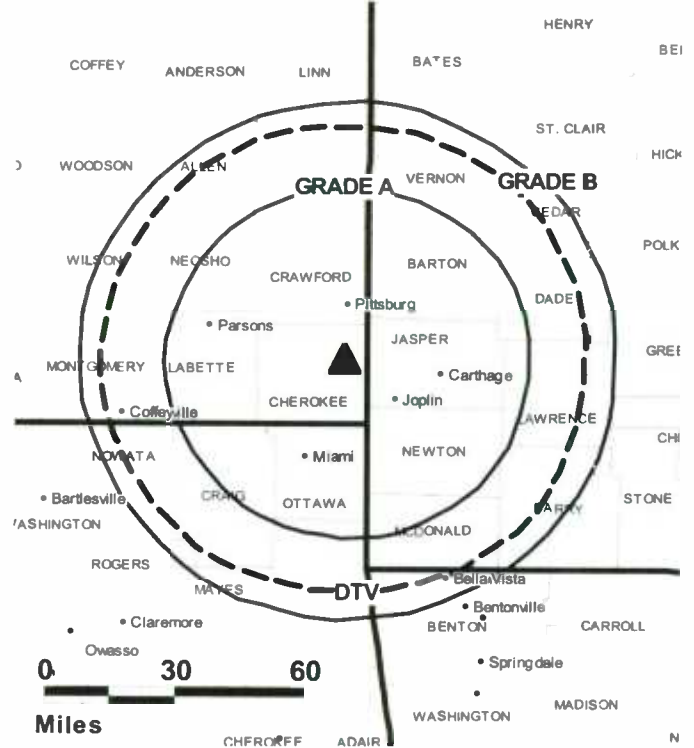 HENRY
COFFEY
ANDERSON
LINN
BATES
ST. CLAIR
HICK
WOODSON
ALLEN
GRADE A
VERNON
GRADE B
CEDAR
POLK
WILSON
NEOSHO
CRAWFORD
BARTON
Pittsburg
DADE
Parsons
JASPER
GREE
MONTGOMERY
LABETTE
Carthage
CHEROKEE
Joplin
Coffeyville
LAWRENCE
NOWATA
Miami
NEWTON
Bartlesville
CRAIG
OTTAWA
BARRY
STONE
WASHINGTON
MCDONALD
ROGERS
MAYES
DTV
Bella Vista
Bentonville
Claremore
BENTON
CARROLL
Owasso
0 30 60
Springdale
Miles
WASHINGTON
MADISON
CHEROKEE
ADAIR